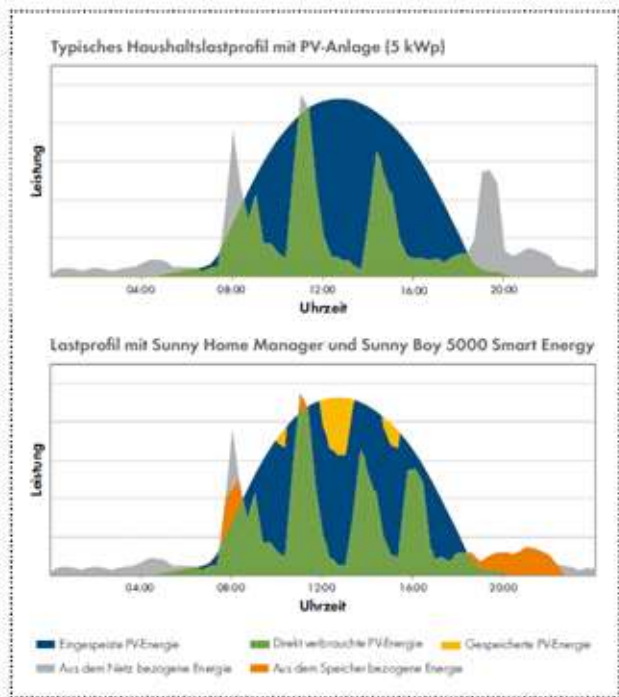 Typisches Haushaltslastprofil mit PV-Anlage (5 kWp)
Leistung
04:00 08:00 12:00 16:00 20:00
Uhrzeit
Lastprofil mit Sunny Home Manager und Sunny Boy 5000 Smart Energy
Leistung
04:00 08:00 12:00 16:00 20:00
Uhrzeit
Eingespeiste PV-Energie Direkt verbrauchte PV-Energie Gespeicherte PV-Energie
Aus dem Netz bezogene Energie Aus dem Speicher bezogene Energie